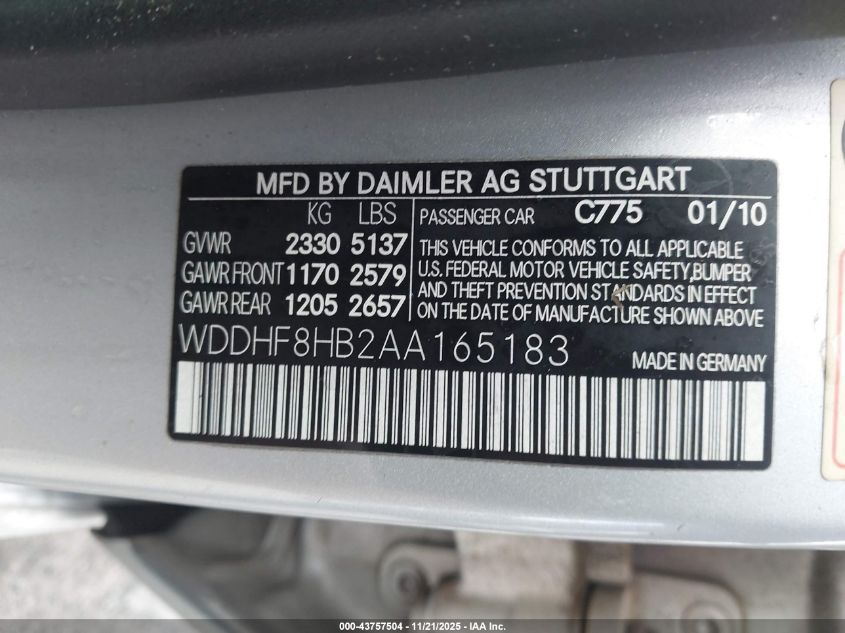 MFD BY DAIMLER AG STUTTGART
KG LBS
GVWR 2330 5137
GAWR FRONT 1170 2579
GAWR REAR 1205 2657
PASSENGER CAR C775 01/10
THIS VEHICLE CONFORMS TO ALL APPLICABLE
U.S. FEDERAL MOTOR VEHICLE SAFETY,BUMPER
AND THEFT PREVENTION STANDARDS IN EFFECT
ON THE DATE OF MANUFACTURE SHOWN ABOVE
WDDHF8HB2AA165183
MADE IN GERMANY
000-43757504 - 11/21/2025 - IAA Inc.